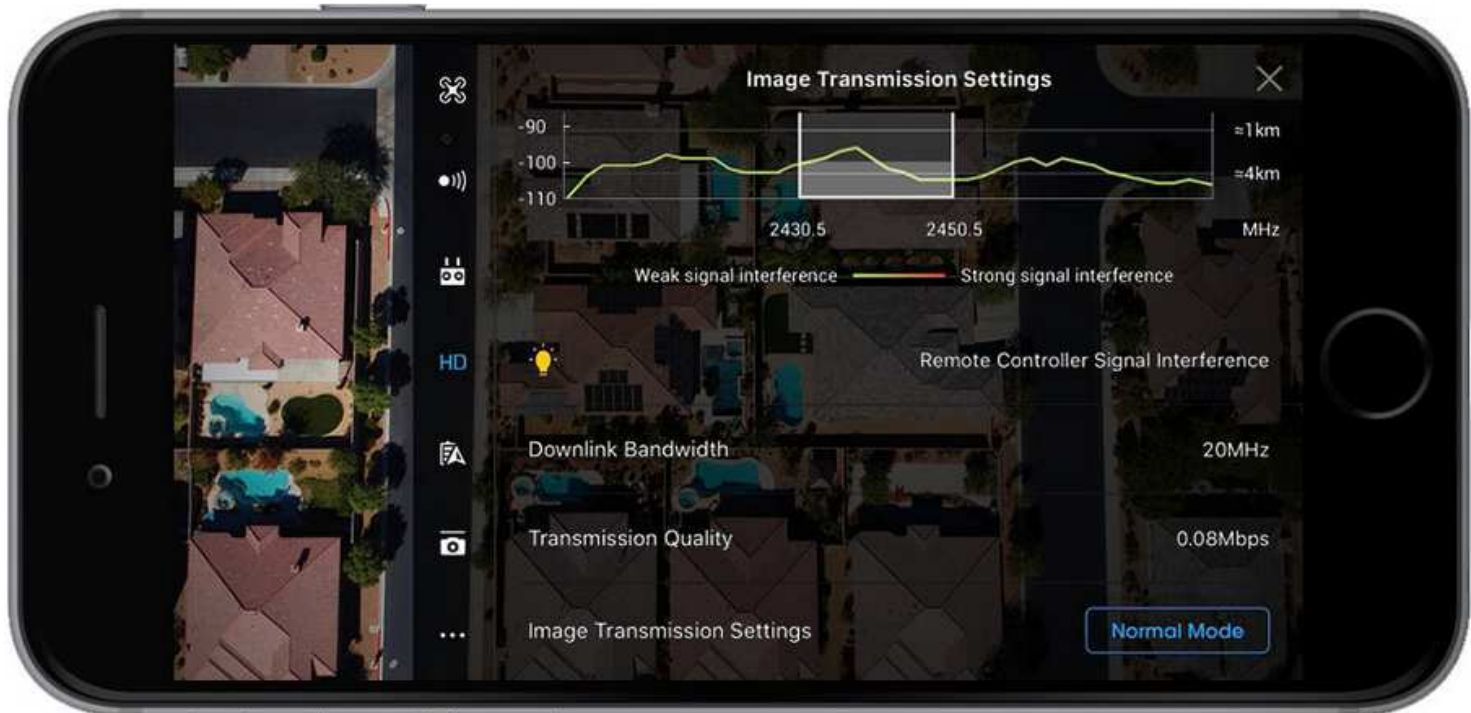 Image Transmission Settings
-90
≈1km
-100
≈4km
-110
2430.5 2450.5 MHz
Weak signal interference Strong signal interference
HD
Remote Controller Signal Interference
Downlink Bandwidth 20MHz
Transmission Quality 0.08Mbps
Image Transmission Settings Normal Mode